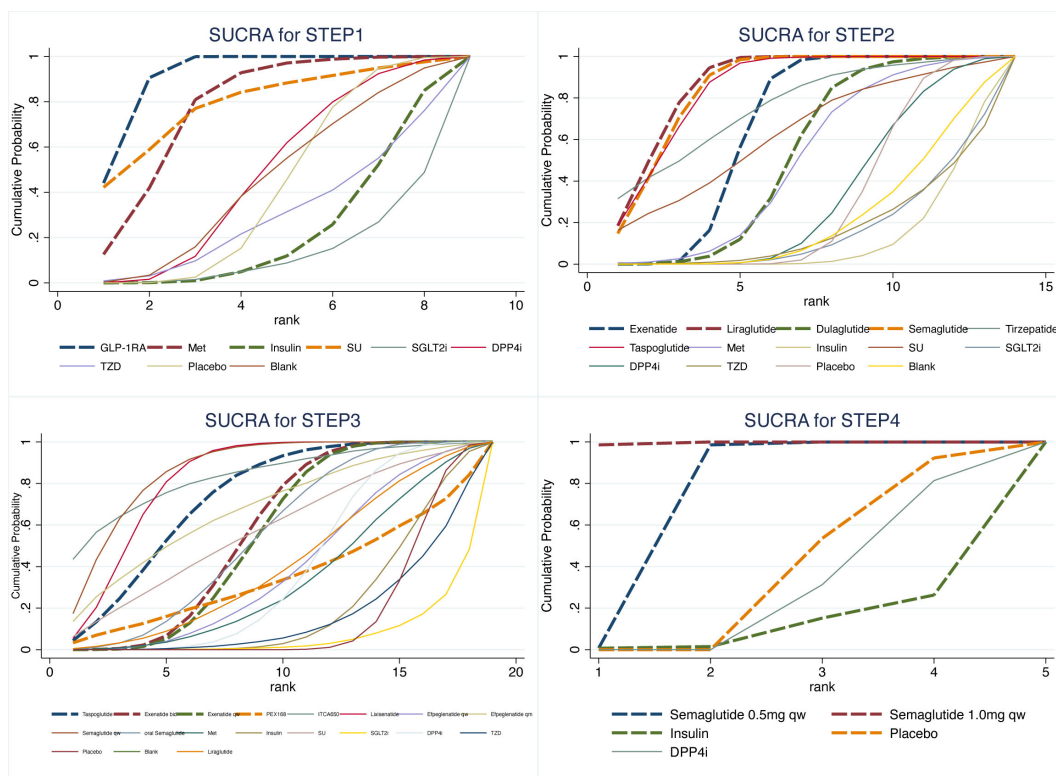 SUCRA for STEP1
Cumulative Probability
1
.8
.6
.4
.2
0
0 2 4 6 8 10
rank
GLP-1RA Met Insulin SU SGLT2i DPP4i
TZD Placebo Blank
SUCRA for STEP2
Cumulative Probability
1
.8
.6
.4
.2
0
0 5 10 15
rank
Exenatide Liraglutide Dulaglutide Semaglutide Tirzepatide
Taspoglutide Met Insulin SU SGLT2i
DPP4i TZD Placebo Blank
SUCRA for STEP3
Cumulative Probability
1
.8
.6
.4
.2
0
0 5 10 15 20
rank
Taspoglutide Exenatide bid Exenatide qw PEX168 ITCA650 Lixisenatide Efpeglenatide qw Efpeglenatide qm
Semaglutide qw oral Semaglutide Met Insulin SU SGLT2i DPP4i TZD
Placebo Blank Liraglutide
SUCRA for STEP4
Cumulative Probability
1
.8
.6
.4
.2
0
1 2 3 4 5
rank
Semaglutide 0.5mg qw Semaglutide 1.0mg qw
Insulin Placebo
DPP4i